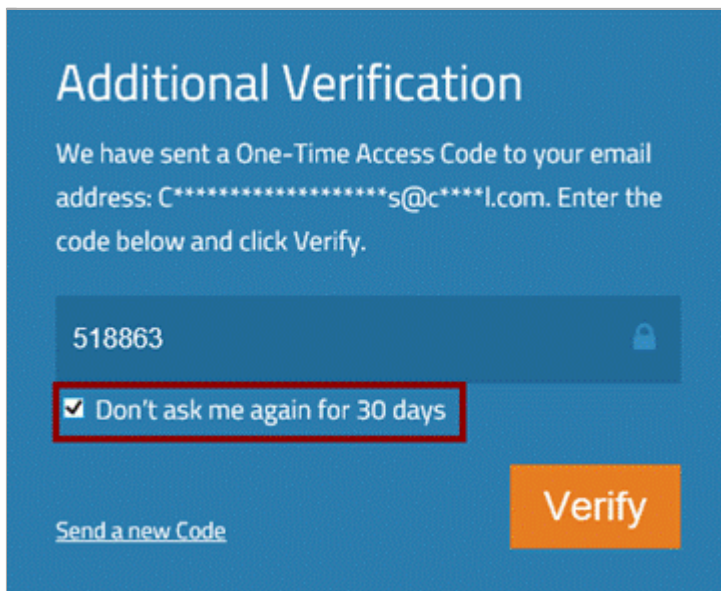 Additional Verification
We have sent a One-Time Access Code to your email
address: C*******************s@c****l.com. Enter the
code below and click Verify.
518863
Don't ask me again for 30 days
Verify
Send a new Code